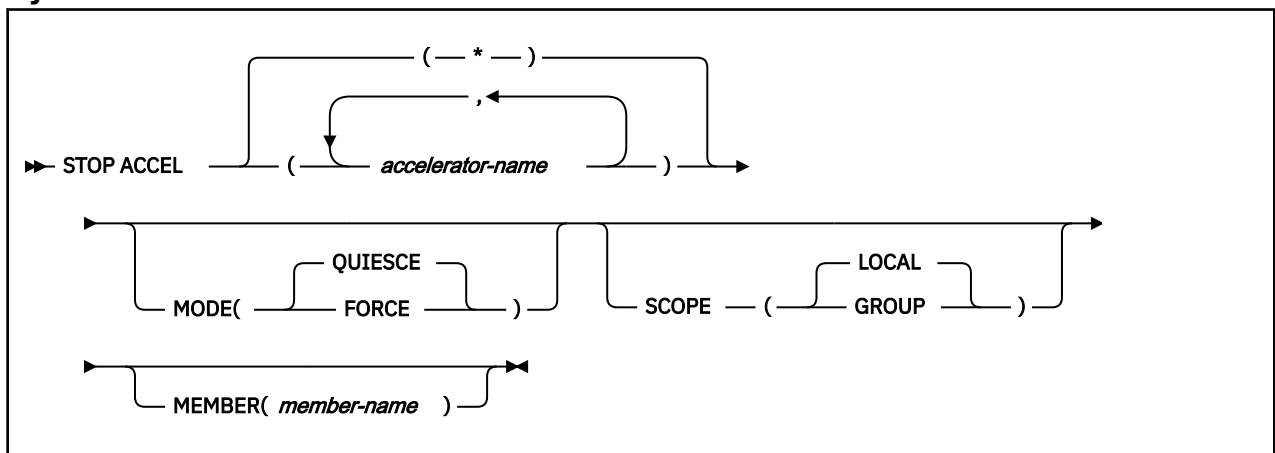 ( * )
,
STOP ACCEL ( accelerator-name )
QUIESCE LOCAL
MODE( FORCE ) SCOPE ( GROUP )
MEMBER( member-name )